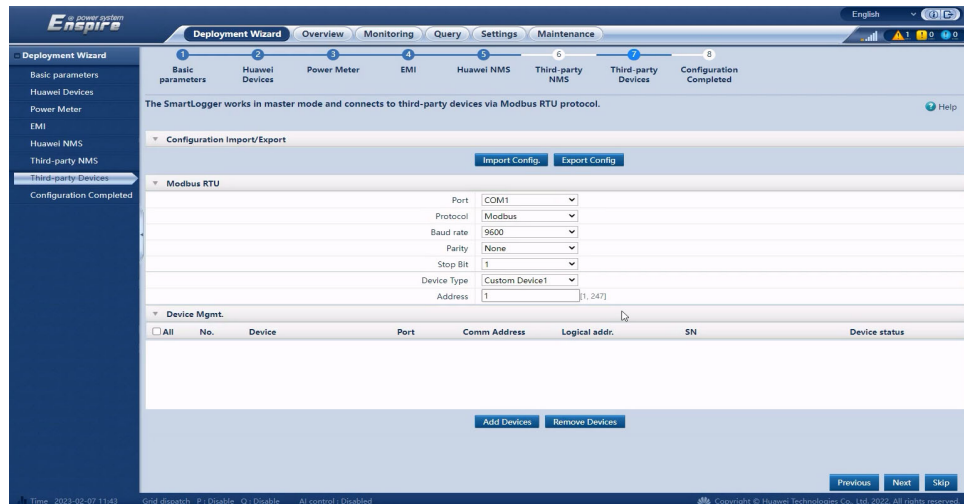 Enspire e power system
English
Deployment Wizard Overview Monitoring Query Settings Maintenance
1 0 0
Deployment Wizard
Basic parameters
Huawei Devices
Power Meter
EMI
Huawei NMS
Third-party NMS
Third-party Devices
Configuration Completed
1 2 3 4 5 6 7 8
Basic parameters Huawei Devices Power Meter EMI Huawei NMS Third-party NMS Third-party Devices Configuration Completed
The SmartLogger works in master mode and connects to third-party devices via Modbus RTU protocol.
Help
Configuration Import/Export
Import Config. Export Config
Modbus RTU
Port COM1
Protocol Modbus
Baud rate 9600
Parity None
Stop Bit 1
Device Type Custom Device1
Address 1 [1, 247]
Device Mgmt.
All No. Device Port Comm Address Logical addr. SN Device status
Add Devices Remove Devices
Previous Next Skip
Time 2023-02-07 11:43 Grid dispatch P : Disable Q : Disable AI control : Disabled Copyright © Huawei Technologies Co., Ltd. 2022. All rights reserved.